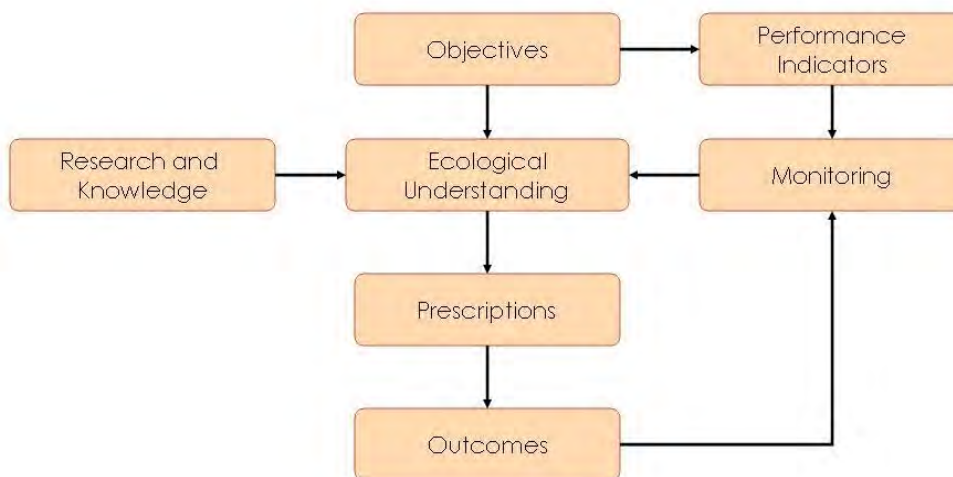 Objectives
Performance
Indicators
Research and
Knowledge
Ecological
Understanding
Monitoring
Prescriptions
Outcomes